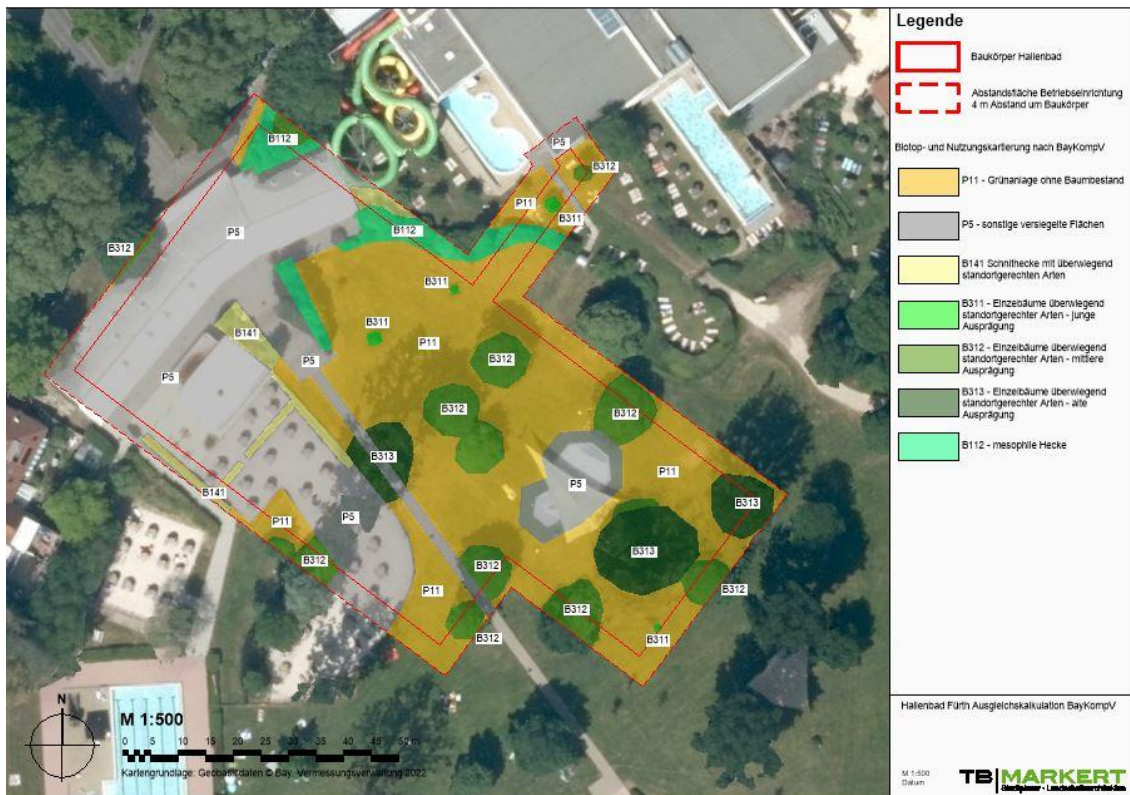 B112
P5
B312
B312
P11
B311
P5
B112
B311
B311
P11
B141
P5
P5
B312
B312
B312
B313
P11
P5
B313
B141
P11
P5
B313
B312
B312
P11
B312
B312
B312
B311
N
M 1:500
0 5 10 15 20 25 30 35 40 45 50 m
Kartengrundlage: Geobasisdaten © Bay. Vermessungsverwaltung 2022
Legende
Baukörper Hallenbad
Abstandsfläche Betriebseinrichtung
4 m Abstand um Baukörper
Biotop- und Nutzungskartierung nach BayKompV
P11 - Grünanlage ohne Baumbestand
P5 - sonstige versiegelte Flächen
B141 Schnitthecke mit überwiegend
standortgerechten Arten
B311 - Einzelbäume überwiegend
standortgerechter Arten - junge
Ausprägung
B312 - Einzelbäume überwiegend
standortgerechter Arten - mittlere
Ausprägung
B313 - Einzelbäume überwiegend
standortgerechter Arten - alte
Ausprägung
B112 - mesophile Hecke
Hallenbad Fürth Ausgleichskalkulation BayKompV
M 1:500
Datum
TB|MARKERT
Stadtplaner · Landschaftsarchitekten